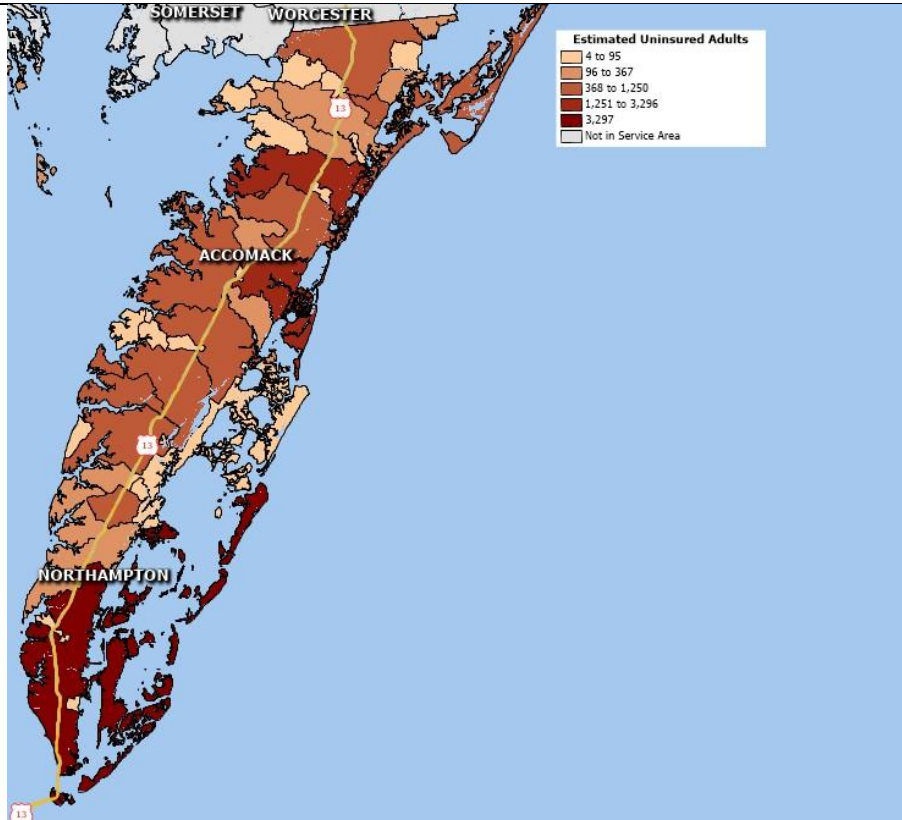 SOMERSET
WORCESTER
Estimated Uninsured Adults
4 to 95
96 to 367
368 to 1,250
1,251 to 3,296
3,297
Not in Service Area
13
ACCOMACK
13
NORTHAMPTON
13